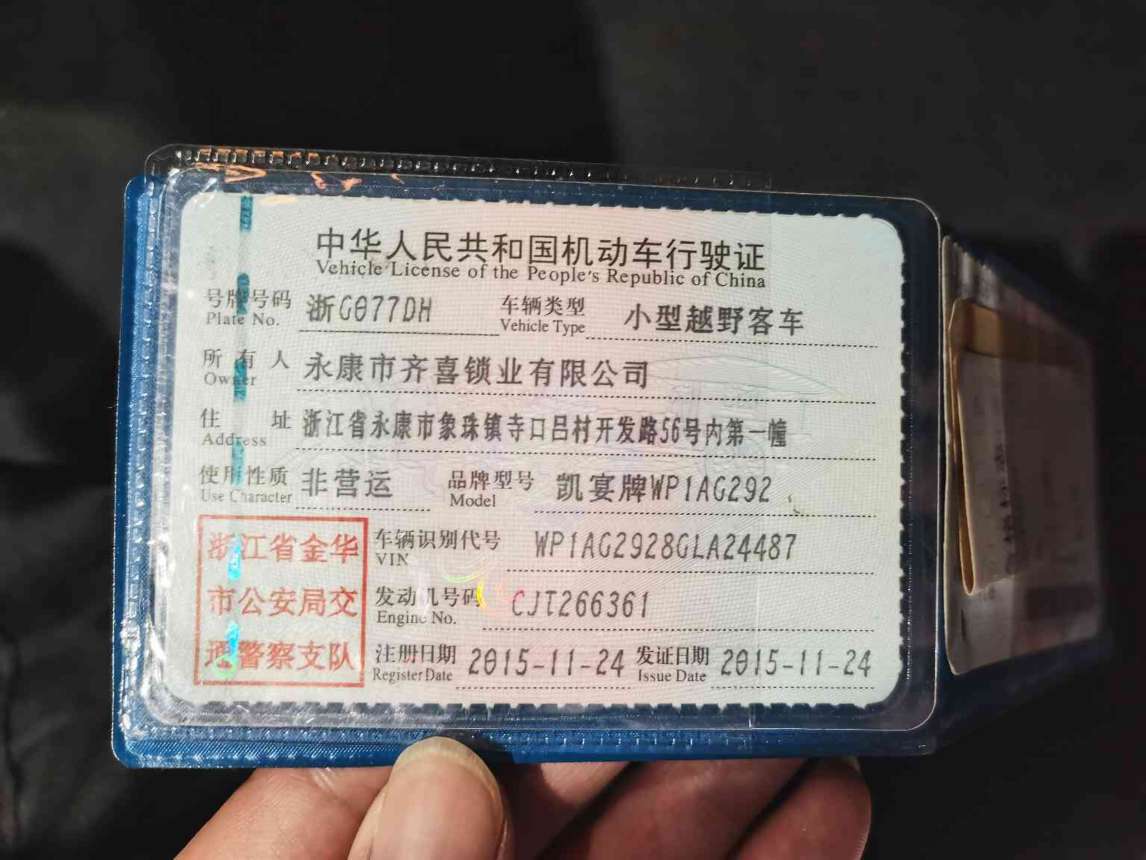 中华人民共和国机动车行驶证
Vehicle License of the People's Republic of China
号牌号码 浙G077DH 车辆类型 小型越野客车
Plate No. Vehicle Type
所有人 永康市齐喜锁业有限公司
Owner
住址 浙江省永康市象珠镇寺口吕村开发路56号内第一幢
Address
使用性质 非营运 品牌型号 凯宴牌WP1AG292
Use Character Model
浙江省金华
市公安局交
通警察支队
车辆识别代号 WP1AG2928GLA24487
VIN
发动机号码 CJT266361
Engine No.
注册日期 2015-11-24 发证日期 2015-11-24
Register Date Issue Date